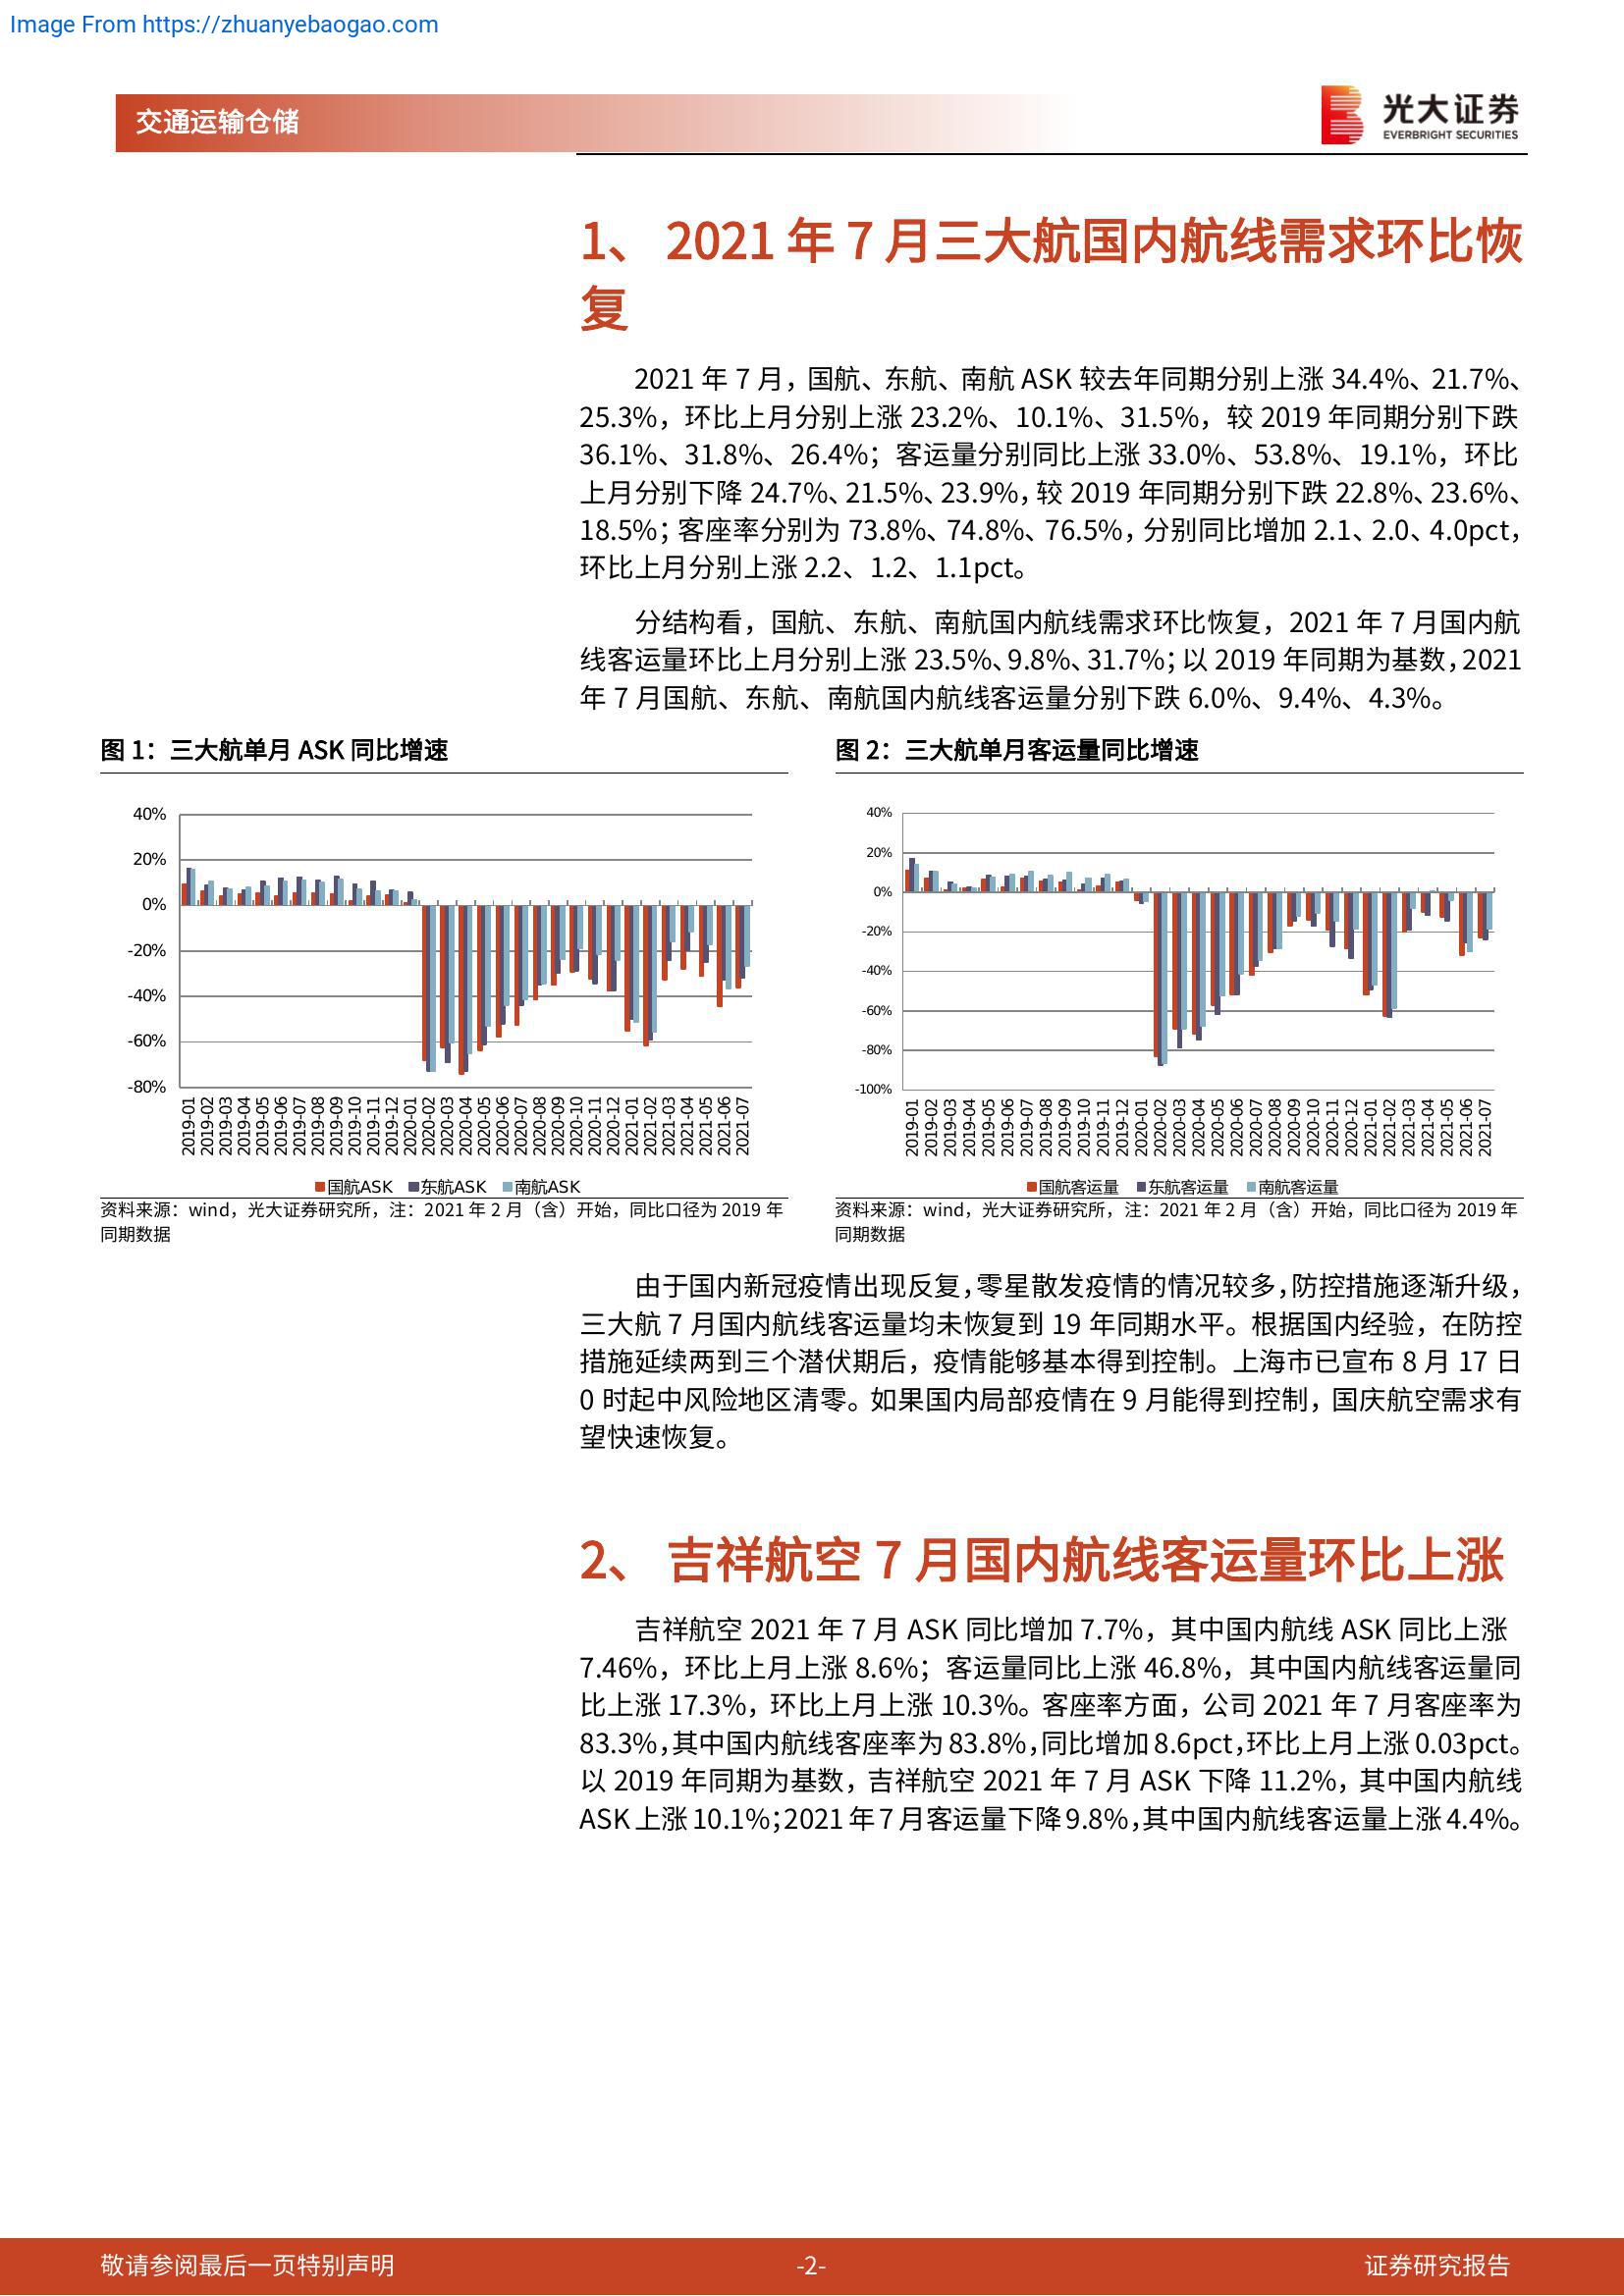 Image From https://zhuanyebaogao.com
交通运输仓储
光大证券
EVERBRIGHT SECURITIES
1、 2021 年 7 月三大航国内航线需求环比恢
复
2021 年 7 月，国航、东航、南航 ASK 较去年同期分别上涨 34.4%、21.7%、
25.3%，环比上月分别上涨 23.2%、10.1%、31.5%，较 2019 年同期分别下跌
36.1%、31.8%、26.4%；客运量分别同比上涨 33.0%、53.8%、19.1%，环比
上月分别下降 24.7%、21.5%、23.9%，较 2019 年同期分别下跌 22.8%、23.6%、
18.5%；客座率分别为 73.8%、74.8%、76.5%，分别同比增加 2.1、2.0、4.0pct，
环比上月分别上涨 2.2、1.2、1.1pct。
分结构看，国航、东航、南航国内航线需求环比恢复，2021 年 7 月国内航
线客运量环比上月分别上涨 23.5%、9.8%、31.7%；以 2019 年同期为基数，2021
年 7 月国航、东航、南航国内航线客运量分别下跌 6.0%、9.4%、4.3%。
图 1：三大航单月 ASK 同比增速
40%
20%
0%
-20%
-40%
-60%
-80%
2019-01 2019-02 2019-03 2019-04 2019-05 2019-06 2019-07 2019-08 2019-09 2019-10 2019-11 2019-12 2020-01 2020-02 2020-03 2020-04 2020-05 2020-06 2020-07 2020-08 2020-09 2020-10 2020-11 2020-12 2021-01 2021-02 2021-03 2021-04 2021-05 2021-06 2021-07
国航ASK 东航ASK 南航ASK
资料来源：wind，光大证券研究所，注：2021 年 2 月（含）开始，同比口径为 2019 年
同期数据
图 2：三大航单月客运量同比增速
40%
20%
0%
-20%
-40%
-60%
-80%
-100%
2019-01 2019-02 2019-03 2019-04 2019-05 2019-06 2019-07 2019-08 2019-09 2019-10 2019-11 2019-12 2020-01 2020-02 2020-03 2020-04 2020-05 2020-06 2020-07 2020-08 2020-09 2020-10 2020-11 2020-12 2021-01 2021-02 2021-03 2021-04 2021-05 2021-06 2021-07
国航客运量 东航客运量 南航客运量
资料来源：wind，光大证券研究所，注：2021 年 2 月（含）开始，同比口径为 2019 年
同期数据
由于国内新冠疫情出现反复，零星散发疫情的情况较多，防控措施逐渐升级，
三大航 7 月国内航线客运量均未恢复到 19 年同期水平。根据国内经验，在防控
措施延续两到三个潜伏期后，疫情能够基本得到控制。上海市已宣布 8 月 17 日
0 时起中风险地区清零。如果国内局部疫情在 9 月能得到控制，国庆航空需求有
望快速恢复。
2、 吉祥航空 7 月国内航线客运量环比上涨
吉祥航空 2021 年 7 月 ASK 同比增加 7.7%，其中国内航线 ASK 同比上涨
7.46%，环比上月上涨 8.6%；客运量同比上涨 46.8%，其中国内航线客运量同
比上涨 17.3%，环比上月上涨 10.3%。客座率方面，公司 2021 年 7 月客座率为
83.3%，其中国内航线客座率为 83.8%，同比增加 8.6pct，环比上月上涨 0.03pct。
以 2019 年同期为基数，吉祥航空 2021 年 7 月 ASK 下降 11.2%，其中国内航线
ASK 上涨 10.1%；2021 年 7 月客运量下降 9.8%，其中国内航线客运量上涨 4.4%。
敬请参阅最后一页特别声明
-2-
证券研究报告